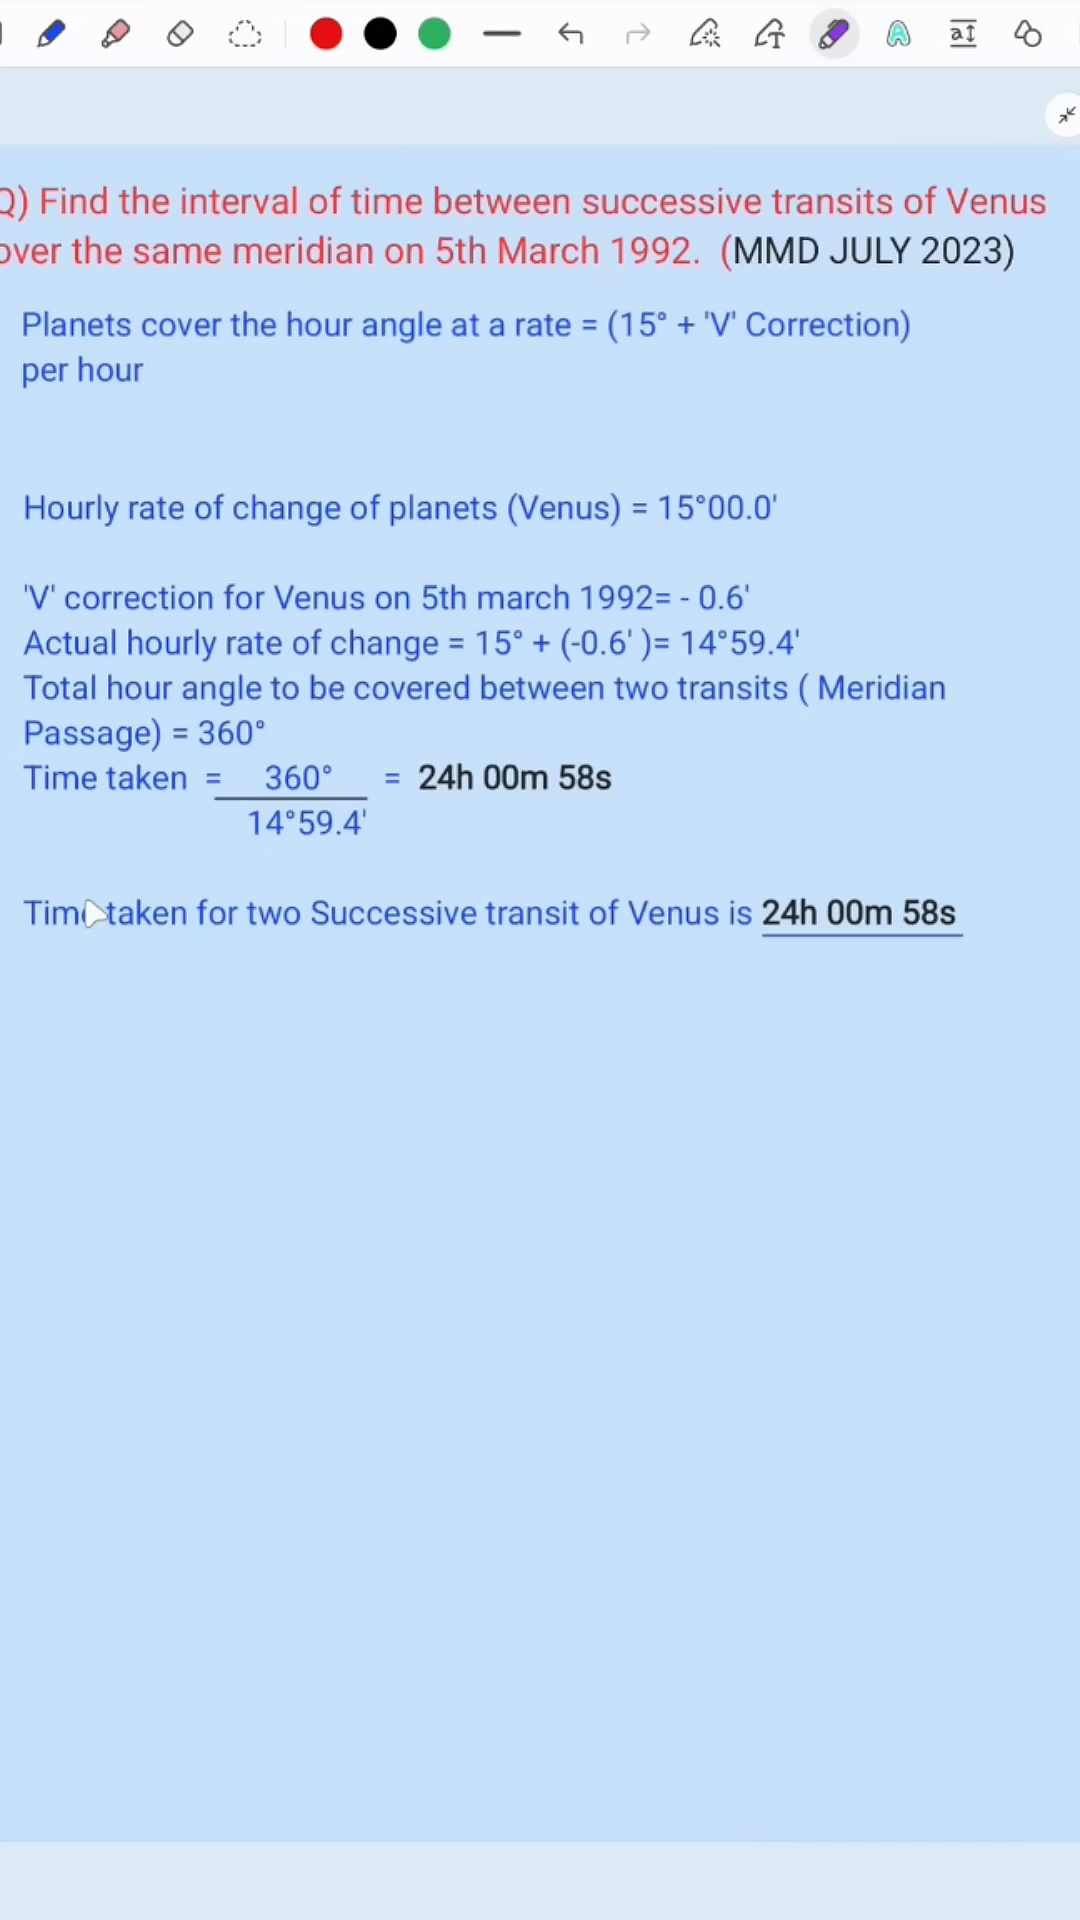 Q) Find the interval of time between successive transits of Venus
over the same meridian on 5th March 1992. (MMD JULY 2023)
Planets cover the hour angle at a rate = (15° + 'V' Correction)
per hour
Hourly rate of change of planets (Venus) = 15°00.0'
'V' correction for Venus on 5th march 1992= - 0.6'
Actual hourly rate of change = 15° + (-0.6' )= 14°59.4'
Total hour angle to be covered between two transits ( Meridian
Passage) = 360°
Time taken = 360° = 24h 00m 58s
14°59.4'
Time taken for two Successive transit of Venus is 24h 00m 58s